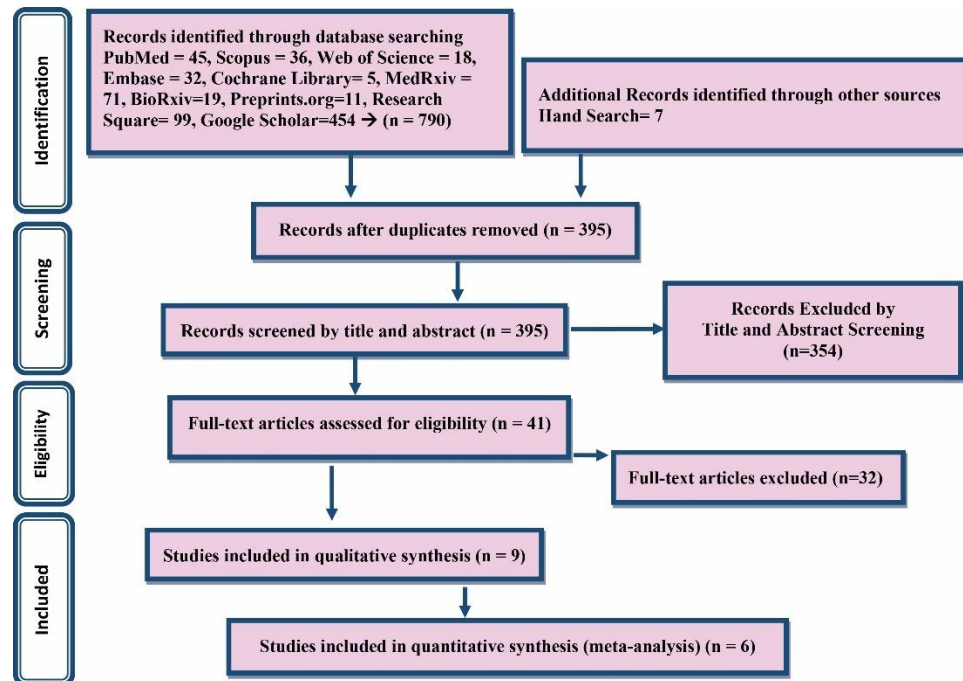 Identification
Records identified through database searching
PubMed = 45, Scopus = 36, Web of Science = 18,
Embase = 32, Cochrane Library= 5, MedRxiv =
71, BioRxiv=19, Preprints.org=11, Research
Square= 99, Google Scholar=454 → (n = 790)
Additional Records identified through other sources
Hand Search= 7
Records after duplicates removed (n = 395)
Screening
Records screened by title and abstract (n = 395)
Records Excluded by
Title and Abstract Screening
(n=354)
Eligibility
Full-text articles assessed for eligibility (n = 41)
Full-text articles excluded (n=32)
Included
Studies included in qualitative synthesis (n = 9)
Studies included in quantitative synthesis (meta-analysis) (n = 6)